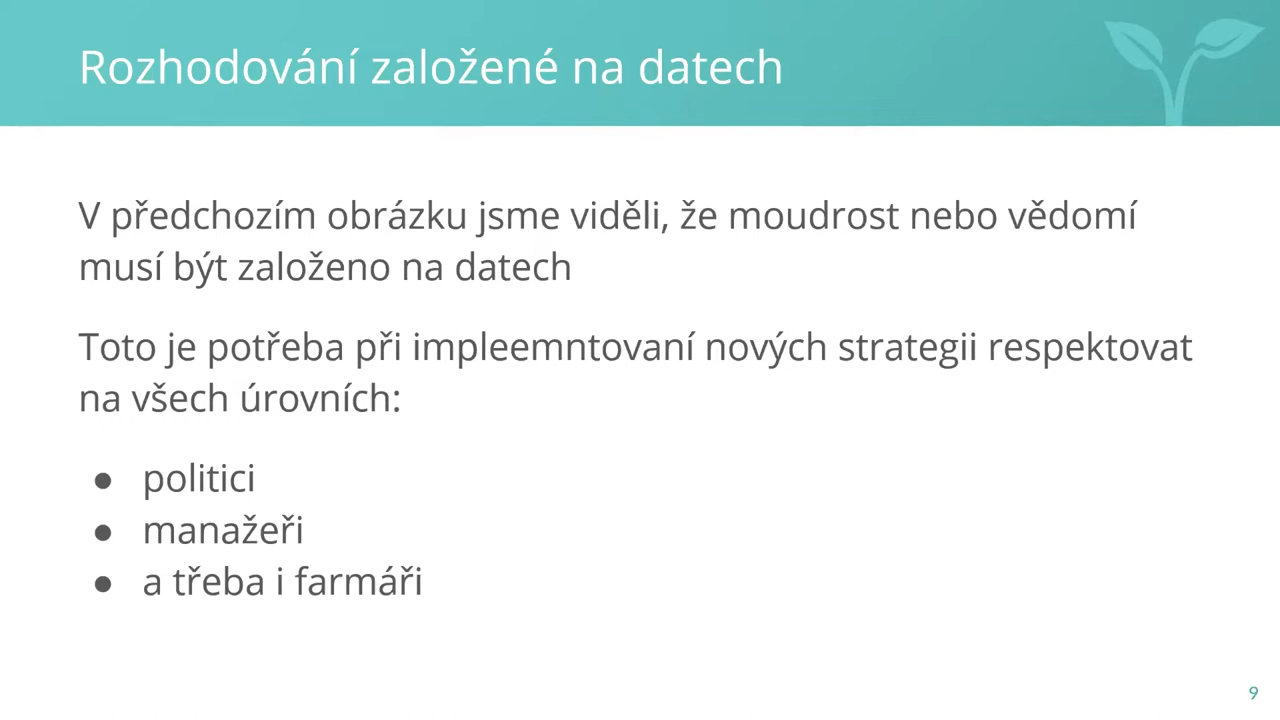 Rozhodování založené na datech
V předchozím obrázku jsme viděli, že moudrost nebo vědomí
musí být založeno na datech
Toto je potřeba při impleemntovaní nových strategii respektovat
na všech úrovních:
● politici
● manažeři
● a třeba i farmáři
9